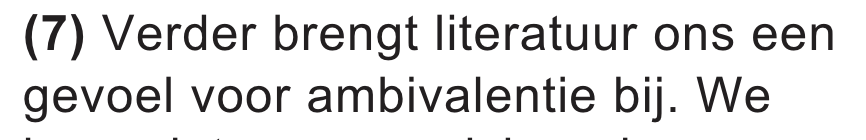 (7) Verder brengt literatuur ons een
gevoel voor ambivalentie bij. We